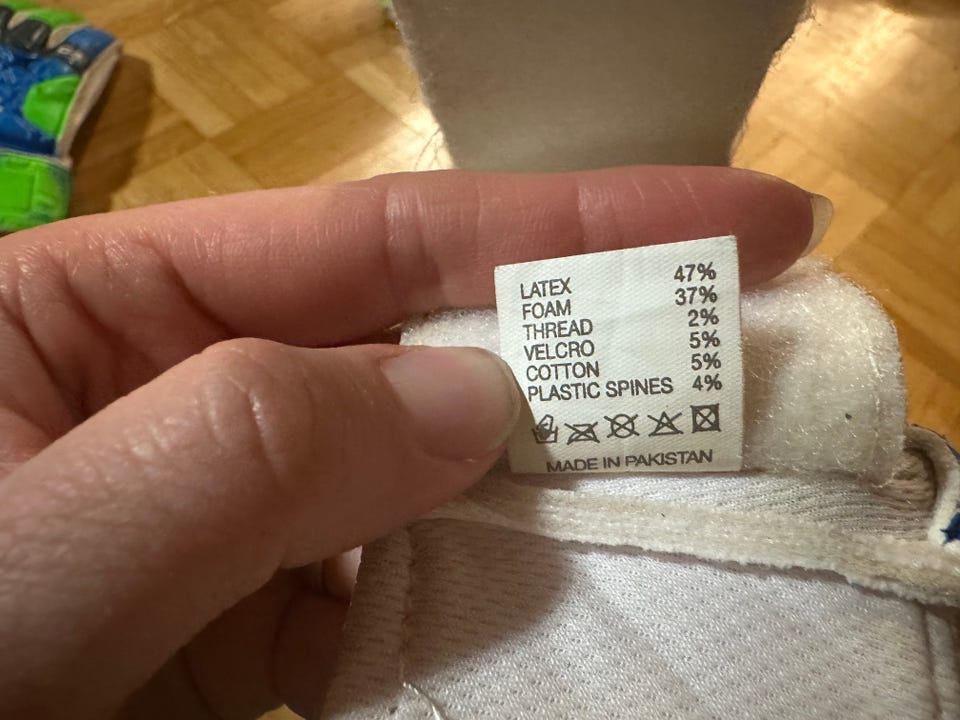 LATEX 47%
FOAM 37%
THREAD 2%
VELCRO 5%
COTTON 5%
PLASTIC SPINES 4%
MADE IN PAKISTAN